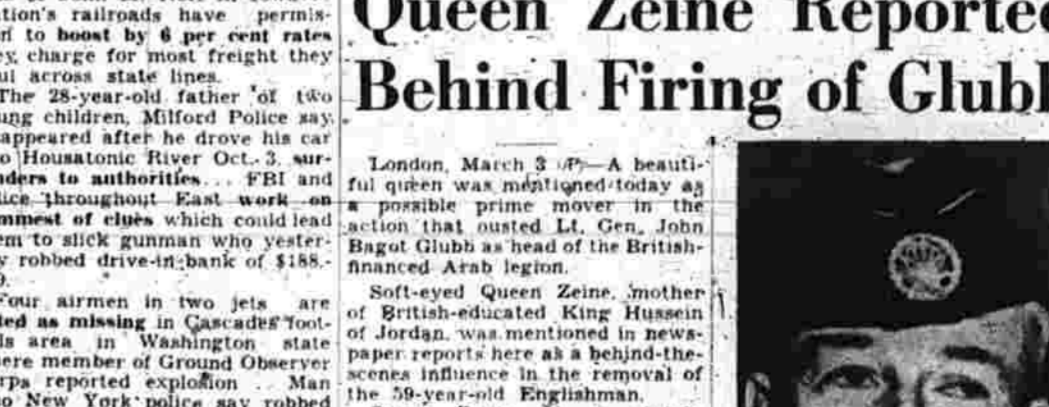 tion's railroads have permis-
to boost by 6 per cent rates
charge for most freight they
across state lines.
The 28-year-old father of two
children, Milford Police say,
appeared after he drove his car
Housatonic River Oct. 3, sur-
to authorities... FBI and
throughout East work on
of clues which could lead
to slick gunman who yester-
robbed drive-in bank of $188,-
Four airmen in two jets are
as missing in Cascades foot-
area in Washington state
member of Ground Observer
reported explosion .. Man
New York police say robbed
Queen Zeine Reported
Behind Firing of Glubb
London, March 3 (AP)—A beauti-
ful queen was mentioned today as
a possible prime mover in the
action that ousted Lt. Gen. John
Bagot Glubb as head of the British-
financed Arab legion.
Soft-eyed Queen Zeine, mother
of British-educated King Hussein
of Jordan, was mentioned in news-
paper reports here as a behind-the-
scenes influence in the removal of
the 59-year-old Englishman.